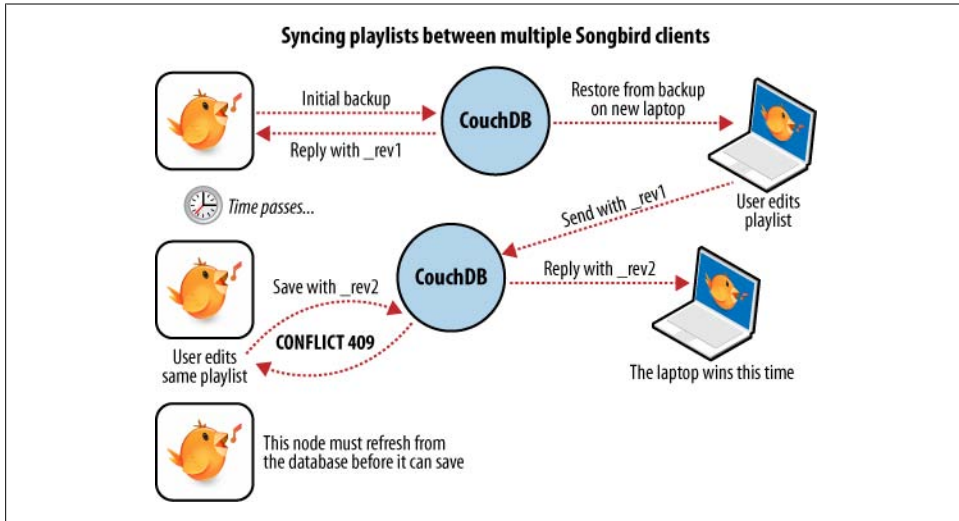 Syncing playlists between multiple Songbird clients
Initial backup
Reply with _rev1
CouchDB
Restore from backup
on new laptop
Time passes...
Send with _rev1
User edits
playlist
Save with _rev2
CONFLICT 409
CouchDB
Reply with _rev2
User edits
same playlist
The laptop wins this time
This node must refresh from
the database before it can save